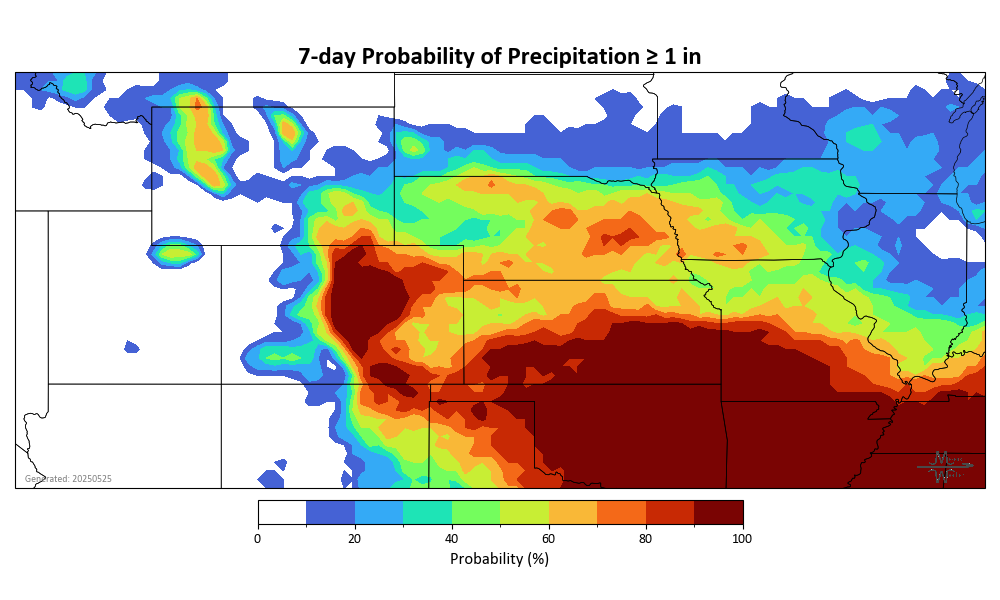 7-day Probability of Precipitation ≥ 1 in
Generated: 20250525
0 20 40 60 80 100
Probability (%)